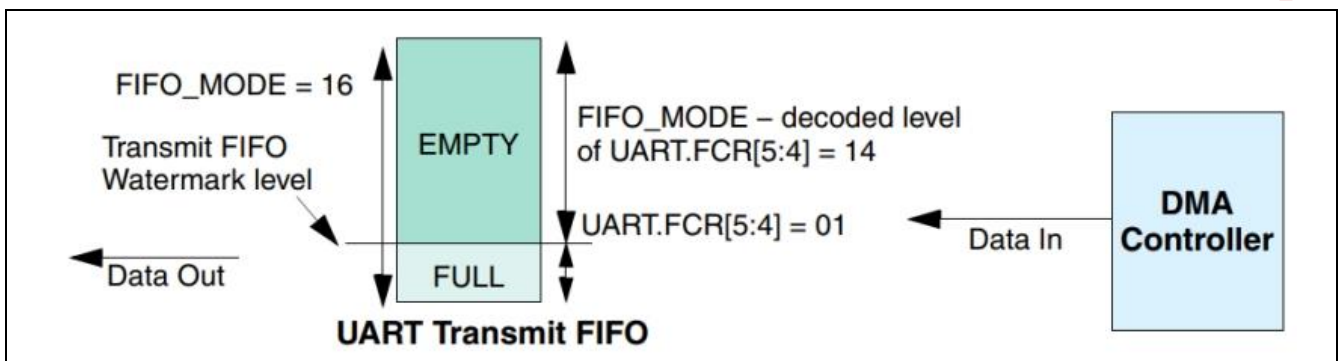 FIFO_MODE = 16
Transmit FIFO
Watermark level
Data Out
EMPTY
FULL
UART Transmit FIFO
FIFO_MODE – decoded level
of UART.FCR[5:4] = 14
UART.FCR[5:4] = 01
Data In
DMA
Controller